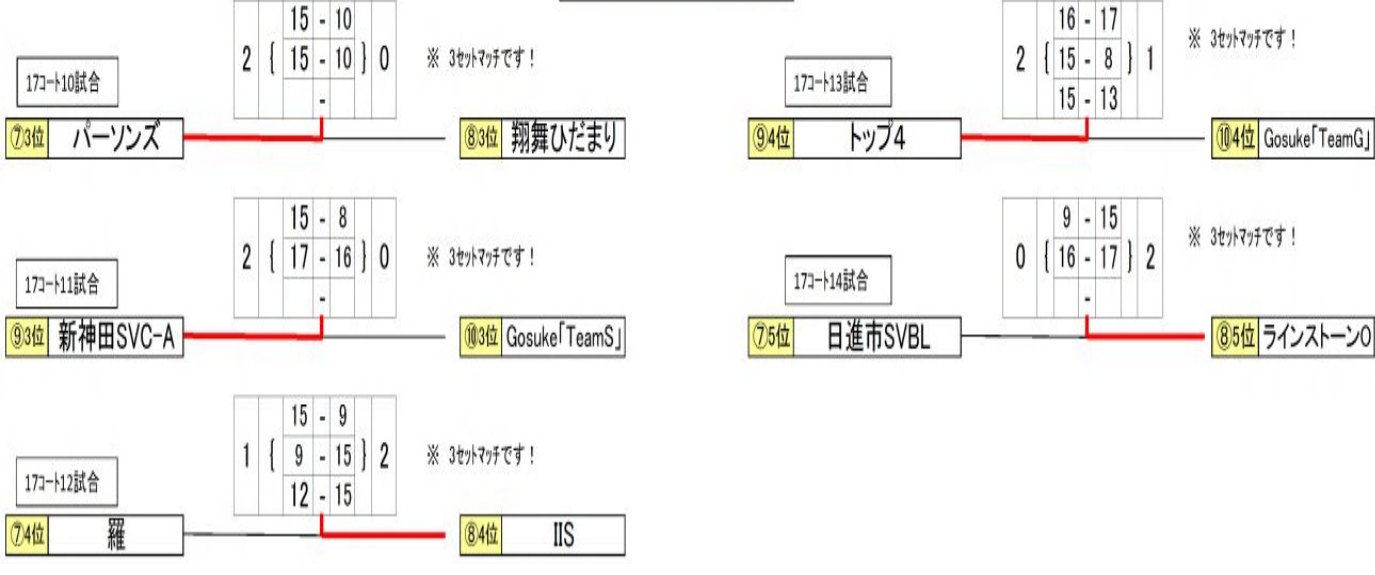 15 - 10
2 { 15 - 10 } 0 ※ 3セットマッチです！
-
17コート10試合
⑦3位 パーソンズ ⑧3位 翔舞ひだまり
15 - 8
2 { 17 - 16 } 0 ※ 3セットマッチです！
-
17コート11試合
⑨3位 新神田SVC-A ⑩3位 Gosuke｢TeamS｣
15 - 9
1 { 9 - 15 } 2 ※ 3セットマッチです！
12 - 15
17コート12試合
⑦4位 羅 ⑧4位 IIS
16 - 17
2 { 15 - 8 } 1 ※ 3セットマッチです！
15 - 13
17コート13試合
⑨4位 トップ4 ⑩4位 Gosuke｢TeamG｣
9 - 15
0 { 16 - 17 } 2 ※ 3セットマッチです！
-
17コート14試合
⑦5位 日進市SVBL ⑧5位 ラインストーンO